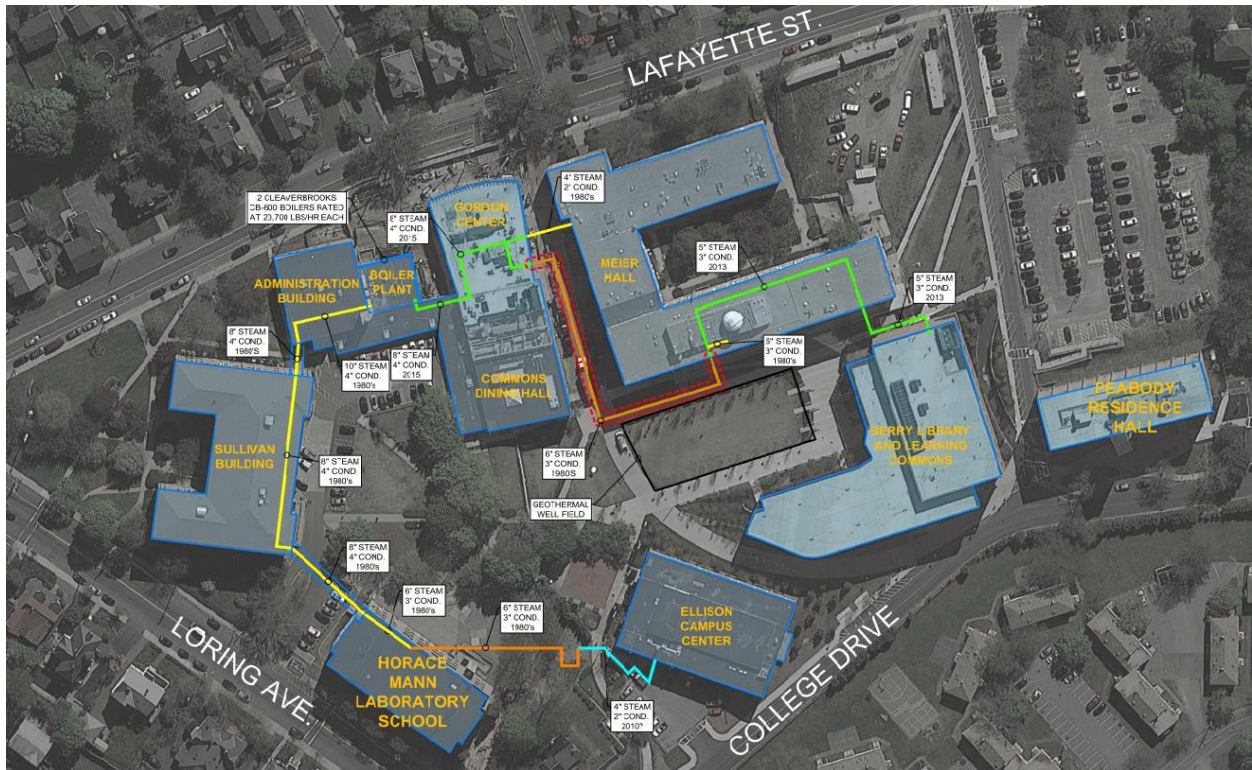 LAFAYETTE ST.
4" STEAM
2" COND.
1980's
2 CLEAVERBROOKS
CB-600 BOILERS RATED
AT 20,700 LBS/HR EACH
8" STEAM
4" COND.
2015
GORDON
CENTER
5" STEAM
3" COND.
2013
MEIER
HALL
ADMINISTRATION
BUILDING
BOILER
PLANT
5" STEAM
3" COND.
2013
8" STEAM
4" COND.
1980'S
10" STEAM
4" COND.
1980's
8" STEAM
4" COND.
2015
6" STEAM
3" COND.
1980's
COMMONS
DINING HALL
PEABODY
RESIDENCE
HALL
BERRY LIBRARY
AND LEARNING
COMMONS
SULLIVAN
BUILDING
8" STEAM
4" COND.
1980's
6" STEAM
3" COND.
1980'S
GEOTHERMAL
WELL FIELD
8" STEAM
4" COND.
1980's
6" STEAM
3" COND.
1980's
6" STEAM
3" COND.
1980's
ELLISON
CAMPUS
CENTER
LORING AVE.
HORACE
MANN
LABORATORY
SCHOOL
4" STEAM
2" COND.
2010?
COLLEGE DRIVE